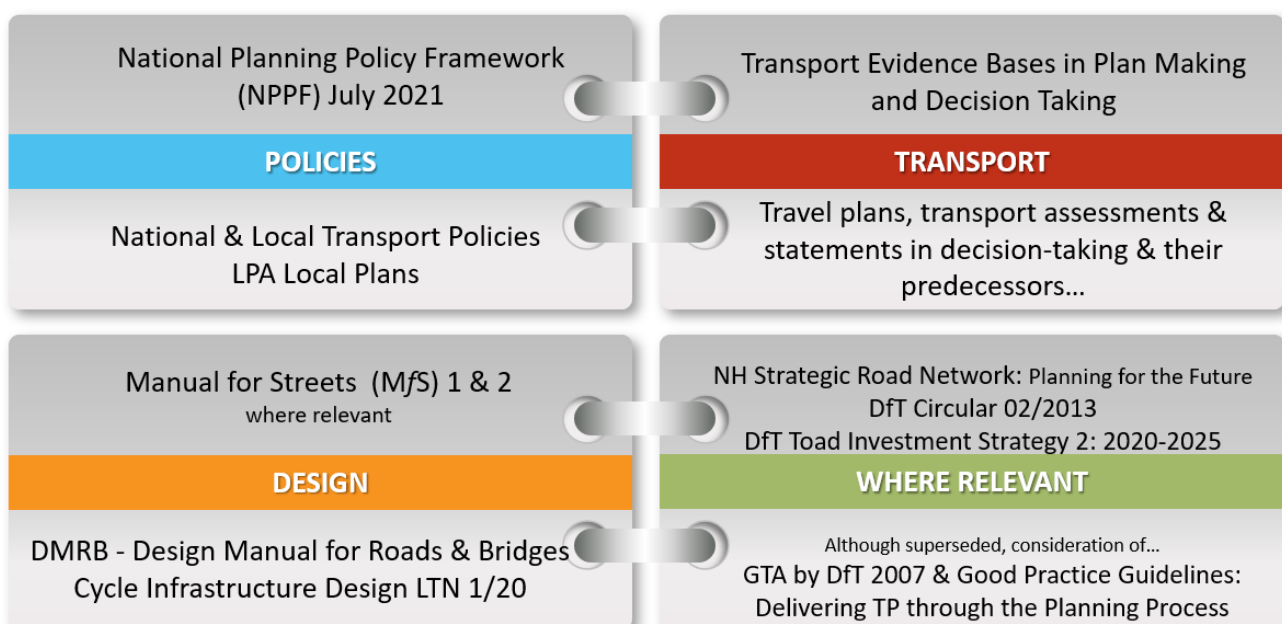 National Planning Policy Framework
(NPPF) July 2021
POLICIES
National & Local Transport Policies
LPA Local Plans
Transport Evidence Bases in Plan Making
and Decision Taking
TRANSPORT
Travel plans, transport assessments &
statements in decision-taking & their
predecessors...
Manual for Streets (MfS) 1 & 2
where relevant
DESIGN
DMRB - Design Manual for Roads & Bridges
Cycle Infrastructure Design LTN 1/20
NH Strategic Road Network: Planning for the Future
DfT Circular 02/2013
DfT Toad Investment Strategy 2: 2020-2025
WHERE RELEVANT
Although superseded, consideration of...
GTA by DfT 2007 & Good Practice Guidelines:
Delivering TP through the Planning Process